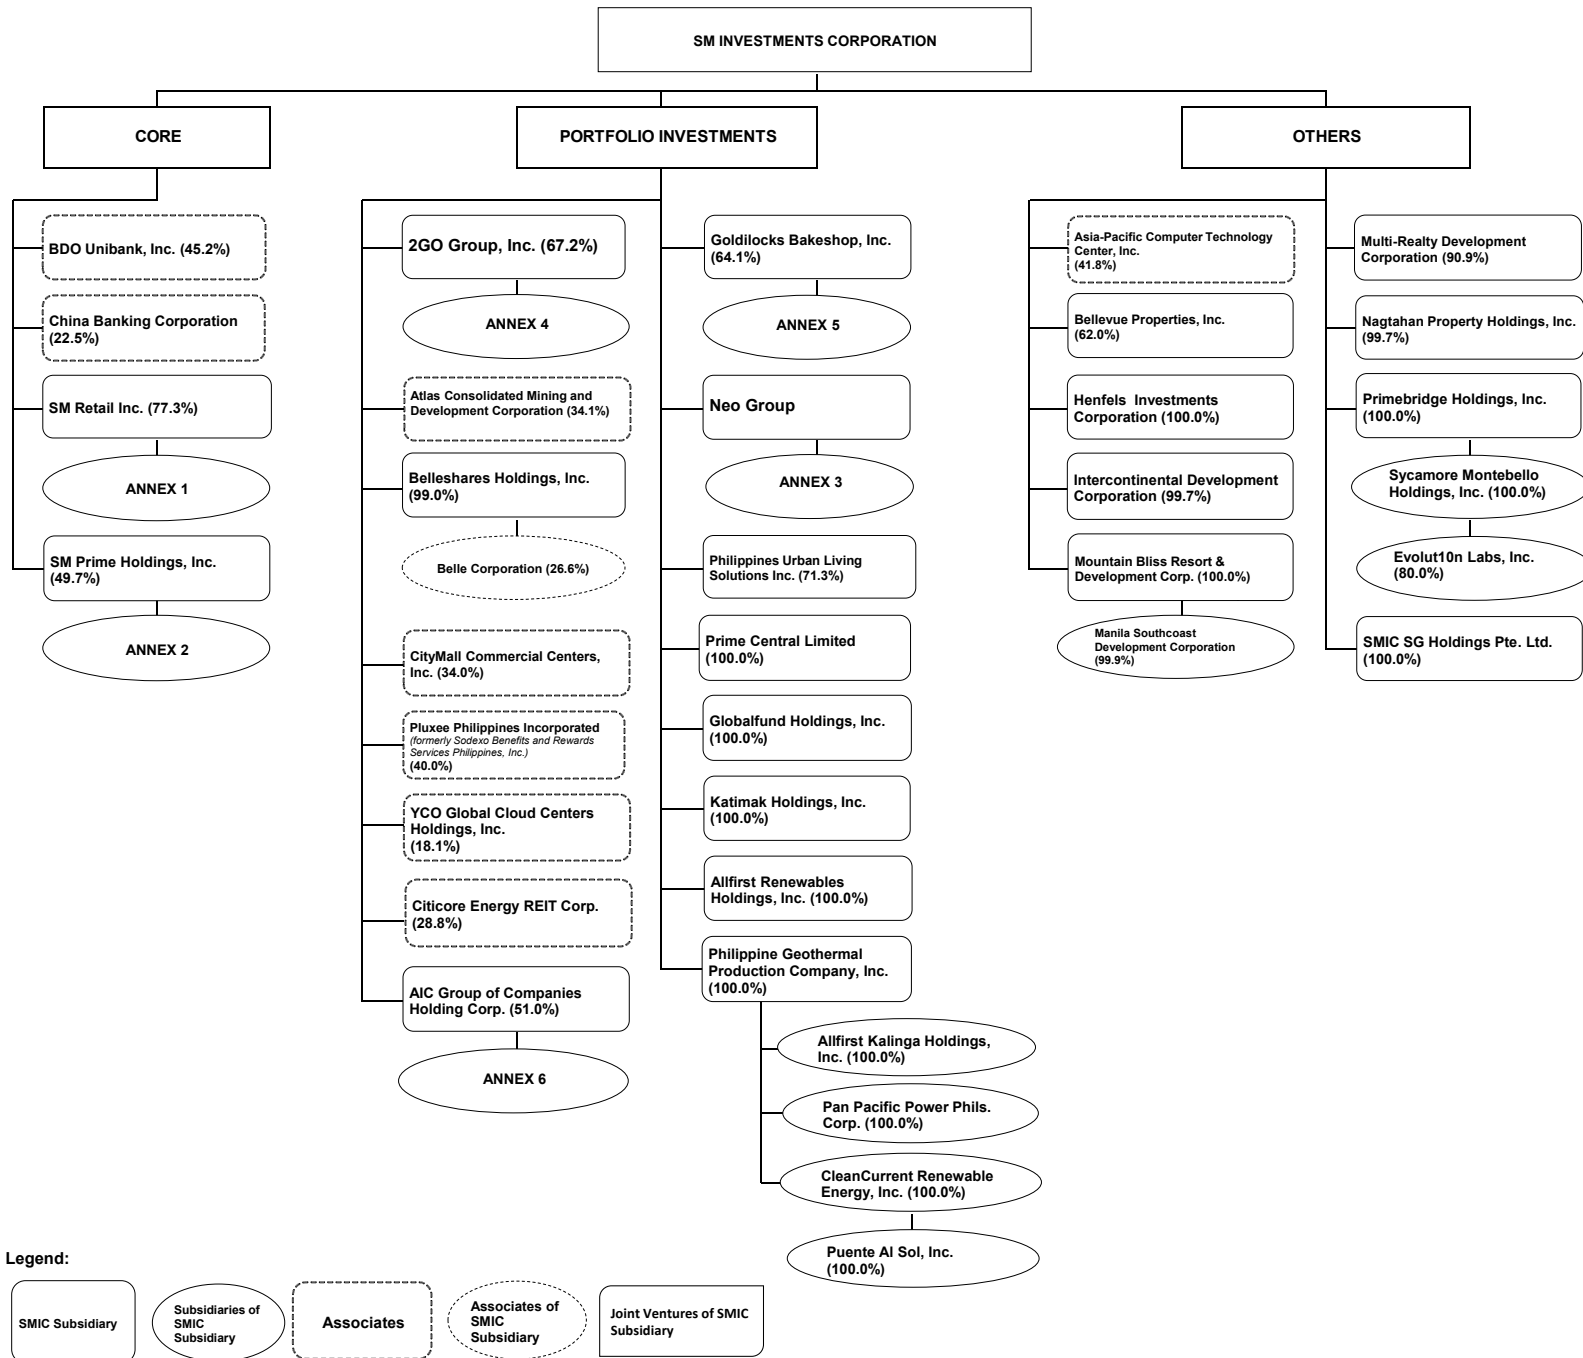 SM INVESTMENTS CORPORATION
CORE
BDO Unibank, Inc. (45.2%)
China Banking Corporation
(22.5%)
SM Retail Inc. (77.3%)
ANNEX 1
SM Prime Holdings, Inc.
(49.7%)
ANNEX 2
PORTFOLIO INVESTMENTS
2GO Group, Inc. (67.2%)
ANNEX 4
Atlas Consolidated Mining and
Development Corporation (34.1%)
Belleshares Holdings, Inc.
(99.0%)
Belle Corporation (26.6%)
CityMall Commercial Centers,
Inc. (34.0%)
Pluxee Philippines Incorporated
(formerly Sodexo Benefits and Rewards
Services Philippines, Inc.)
(40.0%)
YCO Global Cloud Centers
Holdings, Inc.
(18.1%)
Citicore Energy REIT Corp.
(28.8%)
AIC Group of Companies
Holding Corp. (51.0%)
ANNEX 6
Goldilocks Bakeshop, Inc.
(64.1%)
ANNEX 5
Neo Group
ANNEX 3
Philippines Urban Living
Solutions Inc. (71.3%)
Prime Central Limited
(100.0%)
Globalfund Holdings, Inc.
(100.0%)
Katimak Holdings, Inc.
(100.0%)
Allfirst Renewables
Holdings, Inc. (100.0%)
Philippine Geothermal
Production Company, Inc.
(100.0%)
Allfirst Kalinga Holdings,
Inc. (100.0%)
Pan Pacific Power Phils.
Corp. (100.0%)
CleanCurrent Renewable
Energy, Inc. (100.0%)
Puente Al Sol, Inc.
(100.0%)
OTHERS
Asia-Pacific Computer Technology
Center, Inc.
(41.8%)
Bellevue Properties, Inc.
(62.0%)
Henfels Investments
Corporation (100.0%)
Intercontinental Development
Corporation (99.7%)
Mountain Bliss Resort &
Development Corp. (100.0%)
Manila Southcoast
Development Corporation
(99.9%)
Multi-Realty Development
Corporation (90.9%)
Nagtahan Property Holdings, Inc.
(99.7%)
Primebridge Holdings, Inc.
(100.0%)
Sycamore Montebello
Holdings, Inc. (100.0%)
Evolut10n Labs, Inc.
(80.0%)
SMIC SG Holdings Pte. Ltd.
(100.0%)
Legend:
SMIC Subsidiary
Subsidiaries of
SMIC
Subsidiary
Associates
Associates of
SMIC
Subsidiary
Joint Ventures of SMIC
Subsidiary